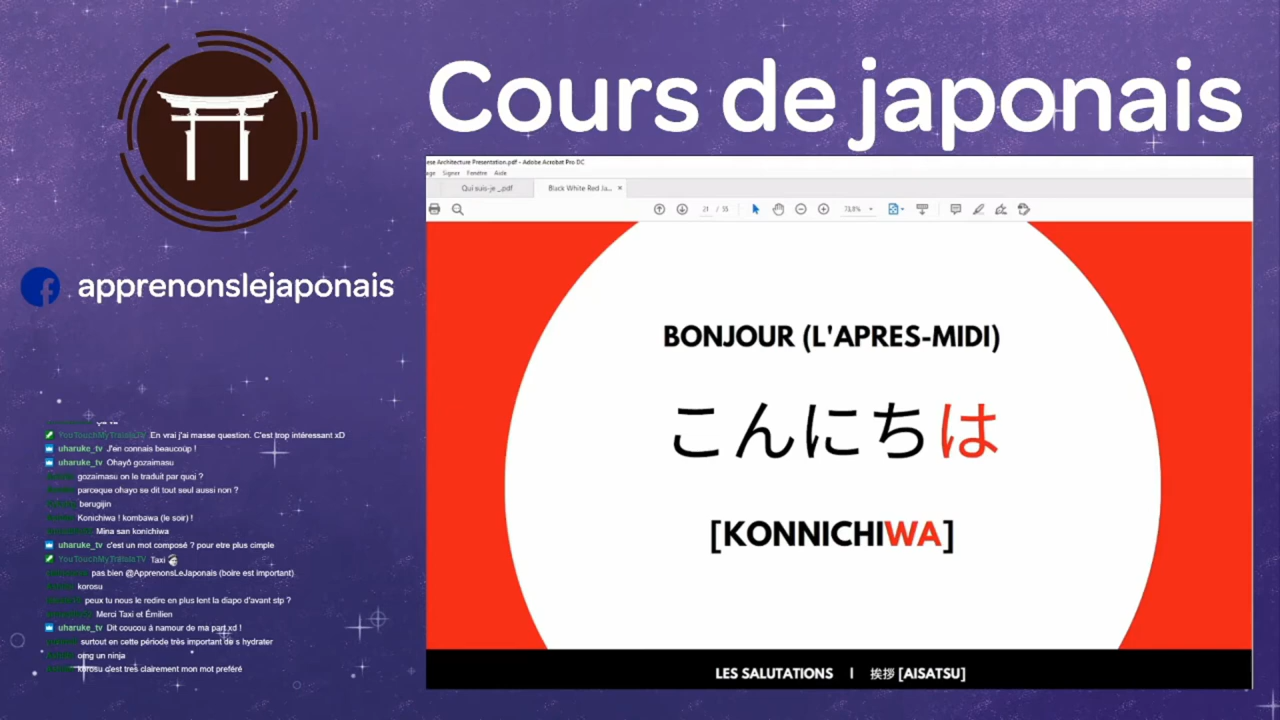 Cours de japonais
apprenonslejaponais
ese Architecture Presentation.pdf - Adobe Acrobat Pro DC
age Signer Fenêtre Aide
Qui suis-je _.pdf
Black White Red Ja... ×
21 / 55
73,8%
BONJOUR (L'APRES-MIDI)
こんにちは
[KONNICHIWA]
LES SALUTATIONS I 挨拶 [AISATSU]
YouTouchMyTralalaTV En vrai j'ai masse question. C'est trop intéressant xD
uharuke_tv J'en connais beaucoup !
uharuke_tv Ohayô gozaimasu
gozaimasu on le traduit par quoi ?
parceque ohayo se dit tout seul aussi non ?
berugijin
Konichiwa ! kombawa (le soir) !
Mina san konichiwa
uharuke_tv c'est un mot composé ? pour etre plus cimple
YouTouchMyTralalaTV Taxi
pas bien @ApprenonsLeJaponais (boire est important)
korosu
peux tu nous le redire en plus lent la diapo d'avant stp ?
Merci Taxi et Émilien
uharuke_tv Dit coucou à namour de ma part xd !
surtout en cette période très important de s hydrater
omg un ninja
korosu c'est tres clairement mon mot preferé